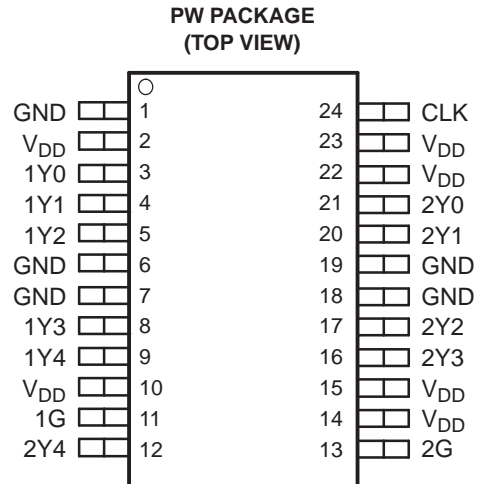 PW PACKAGE
(TOP VIEW)
GND 1 24 CLK
VDD 2 23 VDD
1Y0 3 22 VDD
1Y1 4 21 2Y0
1Y2 5 20 2Y1
GND 6 19 GND
GND 7 18 GND
1Y3 8 17 2Y2
1Y4 9 16 2Y3
VDD 10 15 VDD
1G 11 14 VDD
2Y4 12 13 2G